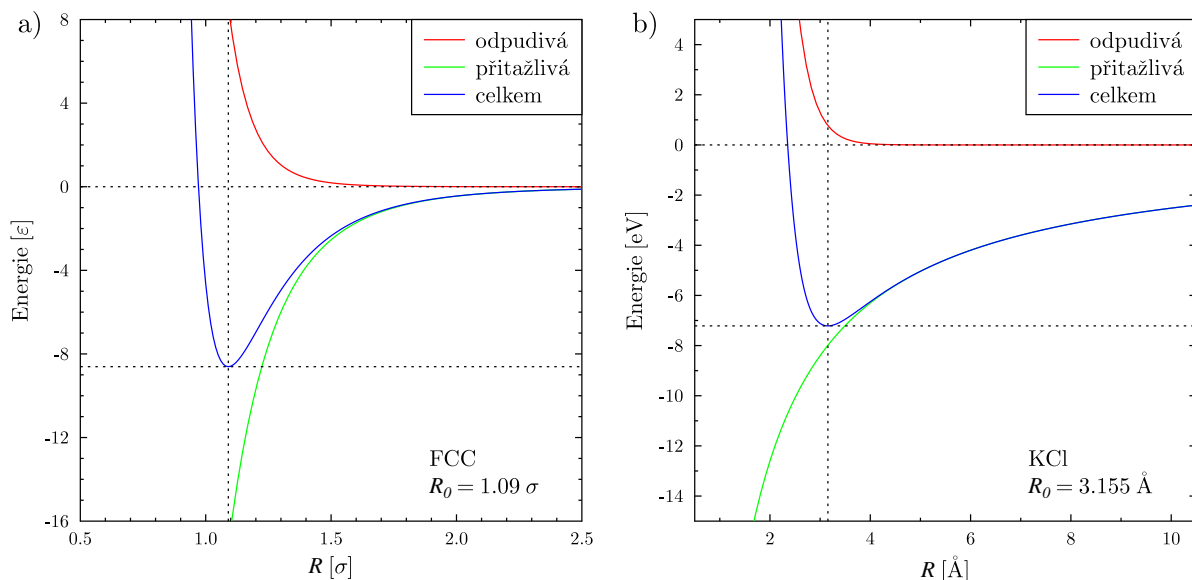 a)
8
4
0
-4
-8
-12
-16
Energie [ε]
0.5 1.0 1.5 2.0 2.5
R [σ]
odpudivá
přitažlivá
celkem
FCC
R0 = 1.09 σ
b)
4
2
0
-2
-4
-6
-8
-10
-12
-14
Energie [eV]
2 4 6 8 10
R [Å]
odpudivá
přitažlivá
celkem
KCl
R0 = 3.155 Å